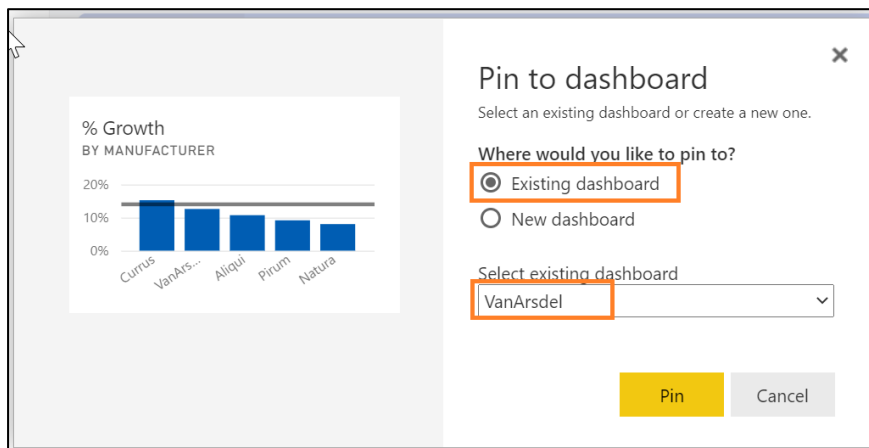 % Growth
BY MANUFACTURER
20%
10%
0%
Currus
VanArs...
Aliqui
Pirum
Natura
Pin to dashboard
Select an existing dashboard or create a new one.
Where would you like to pin to?
Existing dashboard
New dashboard
Select existing dashboard
VanArsdel
Pin
Cancel